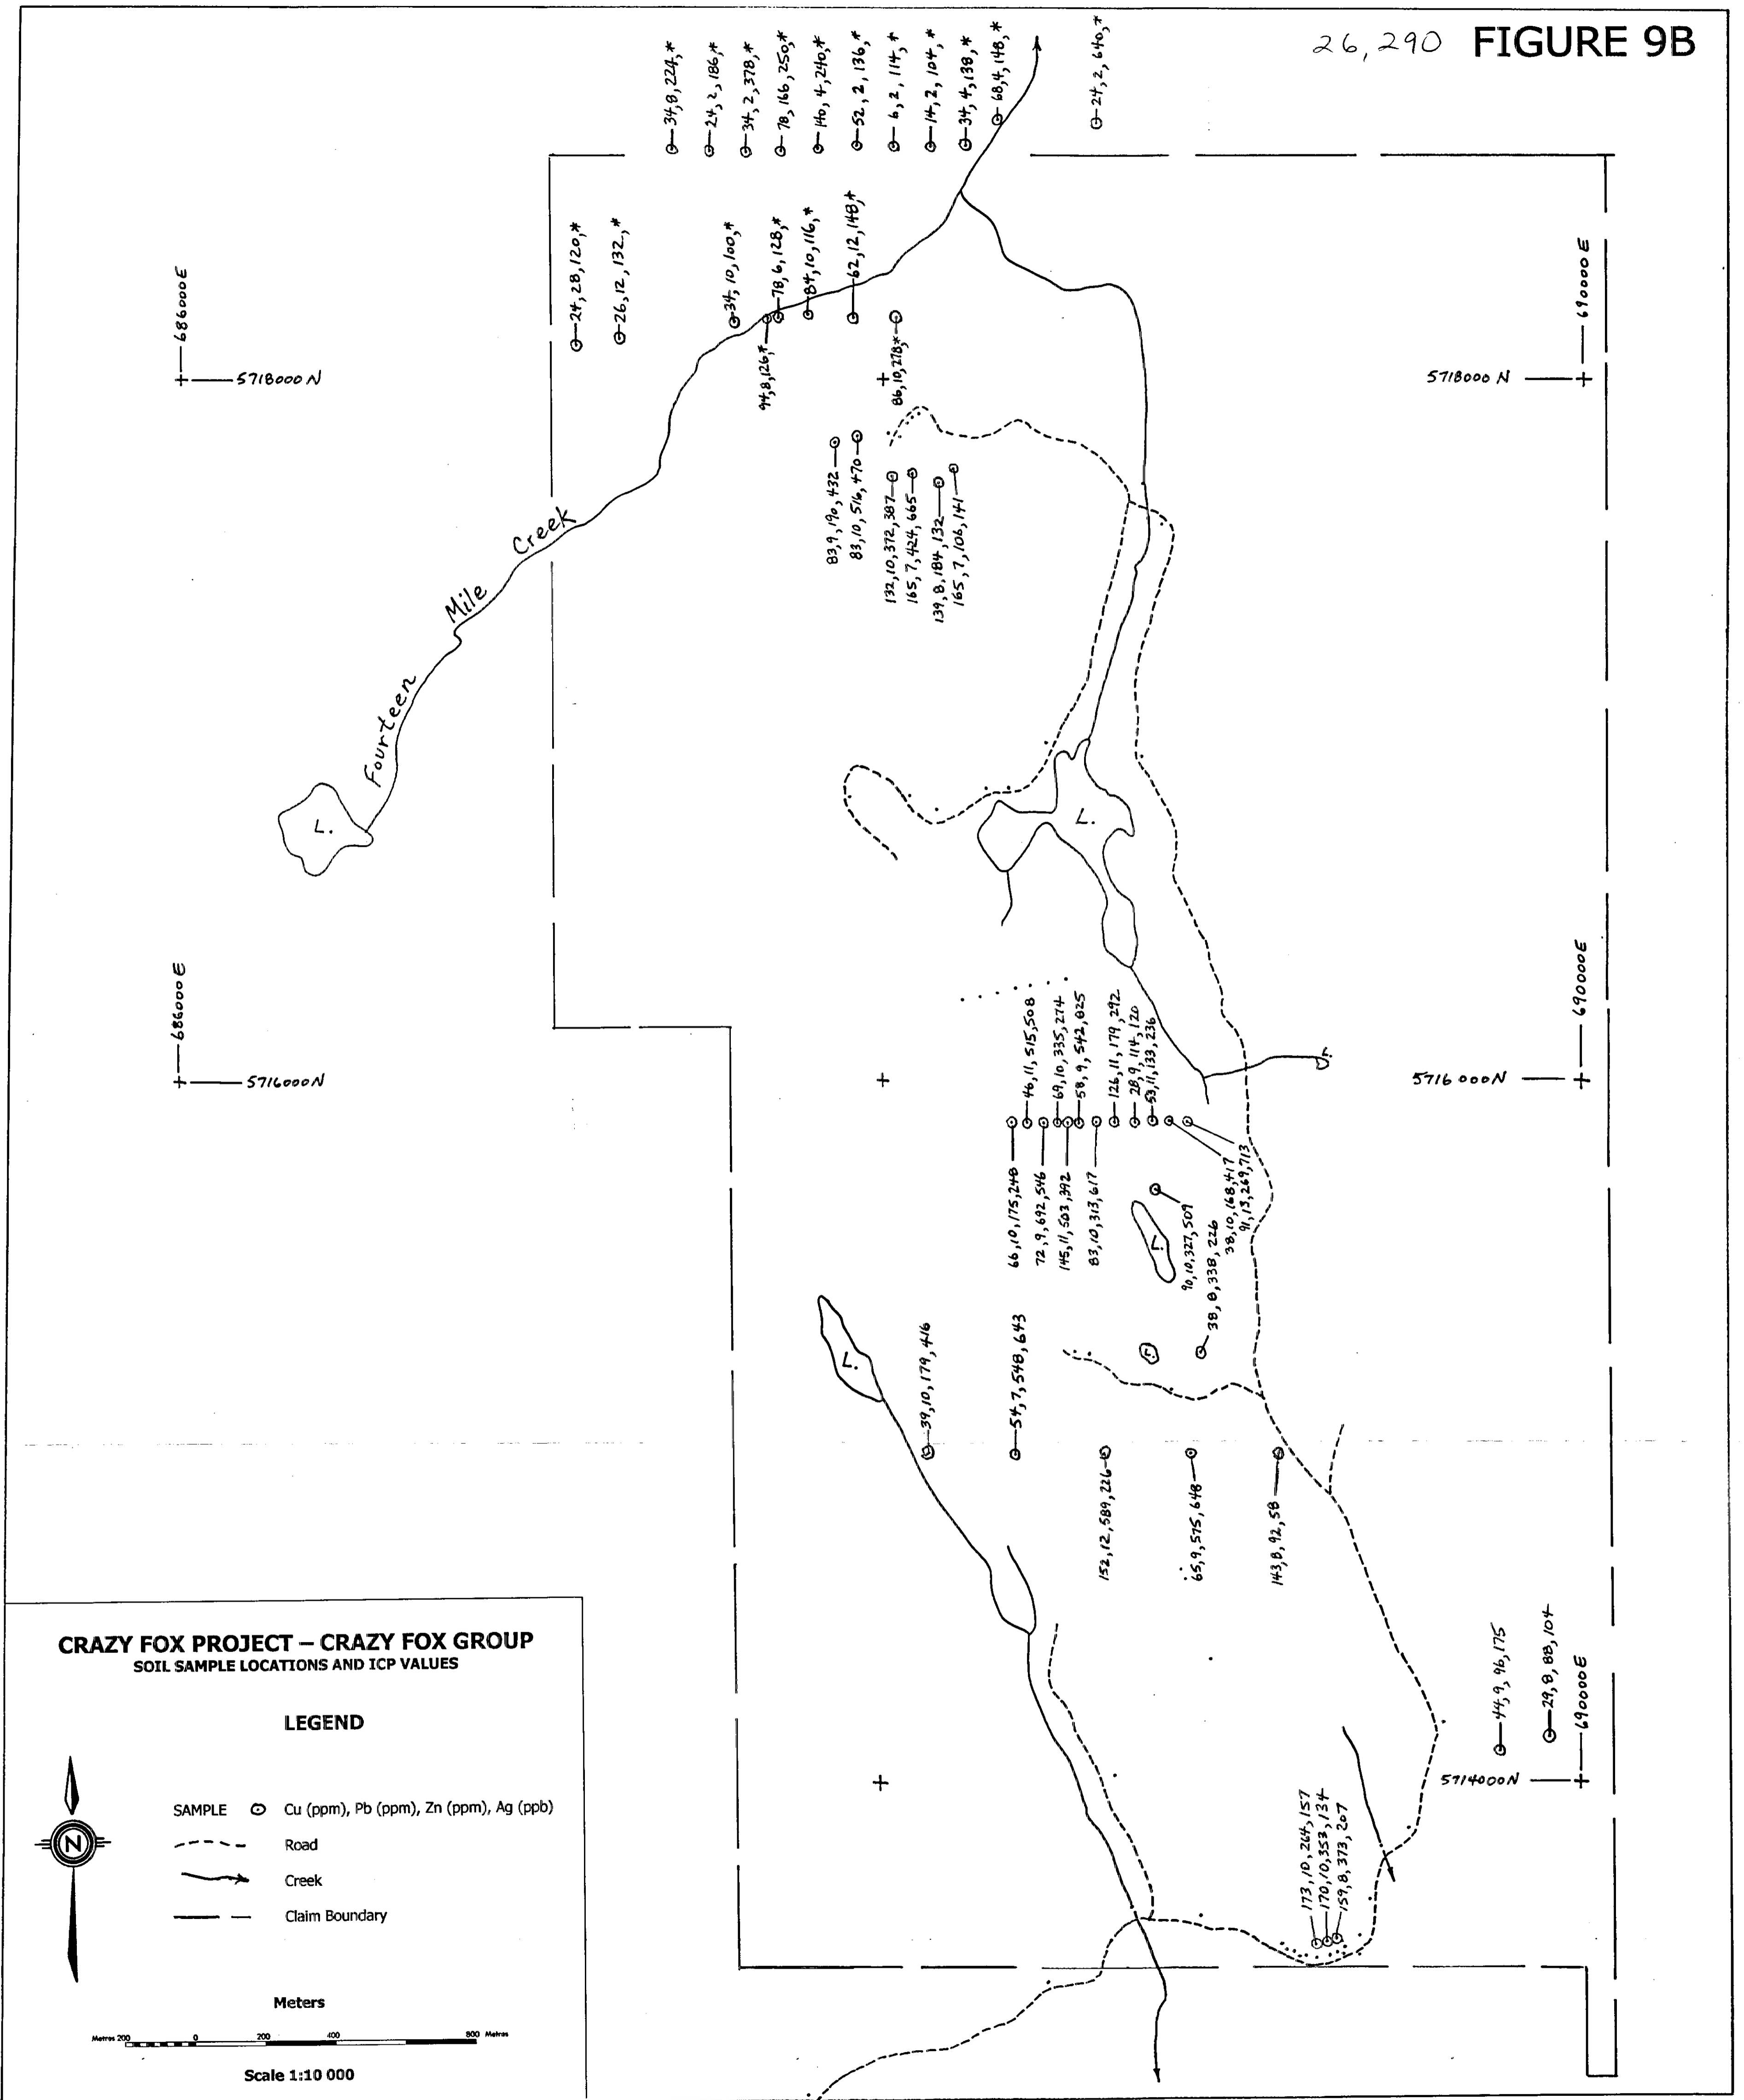 26,290 FIGURE 9B
34,8,224,*
24,2,186,*
34,2,378,*
78,166,250,*
140,4,240,*
52,2,136,*
6,2,114,*
14,2,104,*
34,4,138,*
68,4,148,*
24,2,640,*
686000E
5718000N
24,28,120,*
26,12,132,*
34,10,100,*
94,8,126,*
78,6,128,*
84,10,116,*
62,12,148,*
86,10,278,*
690000E
5718000N
83,9,190,432
83,10,516,470
132,10,372,387
165,7,424,665
139,8,184,132
165,7,106,141
Fourteen Mile Creek
L.
L.
686000E
5716000N
690000E
5716000N
46,11,515,508
69,10,335,274
58,9,542,825
126,11,179,292
28,9,114,120
53,11,133,236
66,10,175,248
72,9,692,546
145,11,503,392
83,10,313,617
38,10,168,417
91,13,269,713
L.
90,10,327,509
L.
L.
38,8,338,226
L.
39,10,179,416
54,7,548,643
152,12,589,226
65,9,575,648
143,8,92,58
44,9,96,175
29,8,88,104
690000E
5714000N
173,10,264,157
170,10,353,134
159,8,373,207
CRAZY FOX PROJECT – CRAZY FOX GROUP
SOIL SAMPLE LOCATIONS AND ICP VALUES
LEGEND
SAMPLE Cu (ppm), Pb (ppm), Zn (ppm), Ag (ppb)
Road
Creek
Claim Boundary
N
Meters
Metres 200 0 200 400 800 Metres
Scale 1:10 000